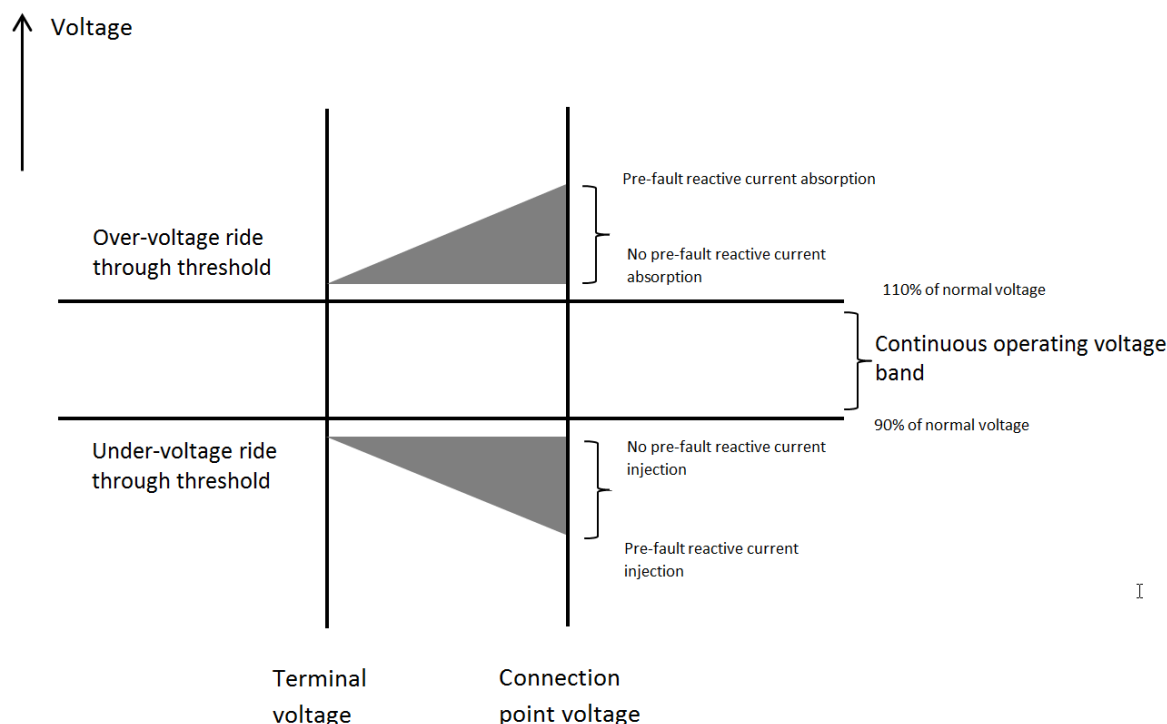 Voltage
Pre-fault reactive current absorption
Over-voltage ride
through threshold
No pre-fault reactive current
absorption
110% of normal voltage
Continuous operating voltage
band
90% of normal voltage
Under-voltage ride
through threshold
No pre-fault reactive current
injection
Pre-fault reactive current
injection
Terminal
voltage
Connection
point voltage